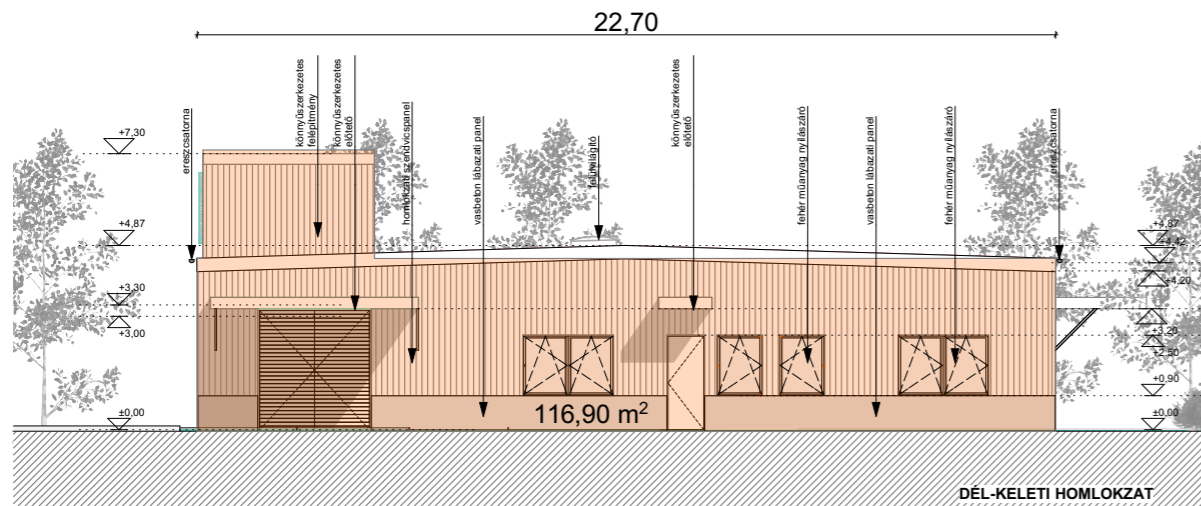 22,70
ereszcsatorna
könnyűszerkezetes
felépítmény
könnyűszerkezetes
előtető
homlokzati szendvicspanel
vasbeton lábazati panel
felülvilágító
könnyűszerkezetes
előtető
fehér műanyag nyílászáró
vasbeton lábazati panel
fehér műanyag nyílászáró
ereszcsatorna
+7,30
+4,87
+3,30
+3,00
±0,00
+4,87
+4,42
+4,20
+3,20
+2,50
+0,90
±0,00
116,90 m²
DÉL-KELETI HOMLOKZAT